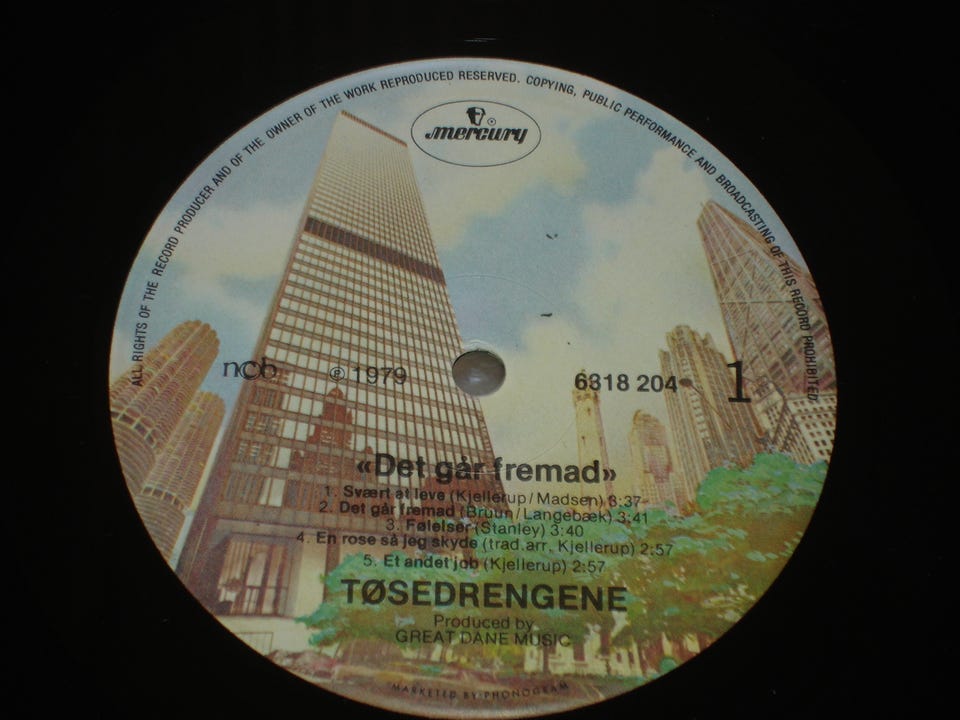 ALL RIGHTS OF THE RECORD PRODUCER AND OF THE OWNER OF THE WORK REPRODUCED RESERVED. COPYING, PUBLIC PERFORMANCE AND BROADCASTING OF THIS RECORD PROHIBITED.
mercury
ncb ℗ 1979 6318 204 1
«Det går fremad»
1. Svært at leve (Kjellerup/Madsen) 3:37
2. Det går fremad (Bruun/Langebæk) 3:41
3. Følelser (Stanley) 3:40
4. En rose så jeg skyde (trad.arr. Kjellerup) 2:57
5. Et andet job (Kjellerup) 2:57
TØSEDRENGENE
Produced by
GREAT DANE MUSIC
MARKETED BY PHONOGRAM